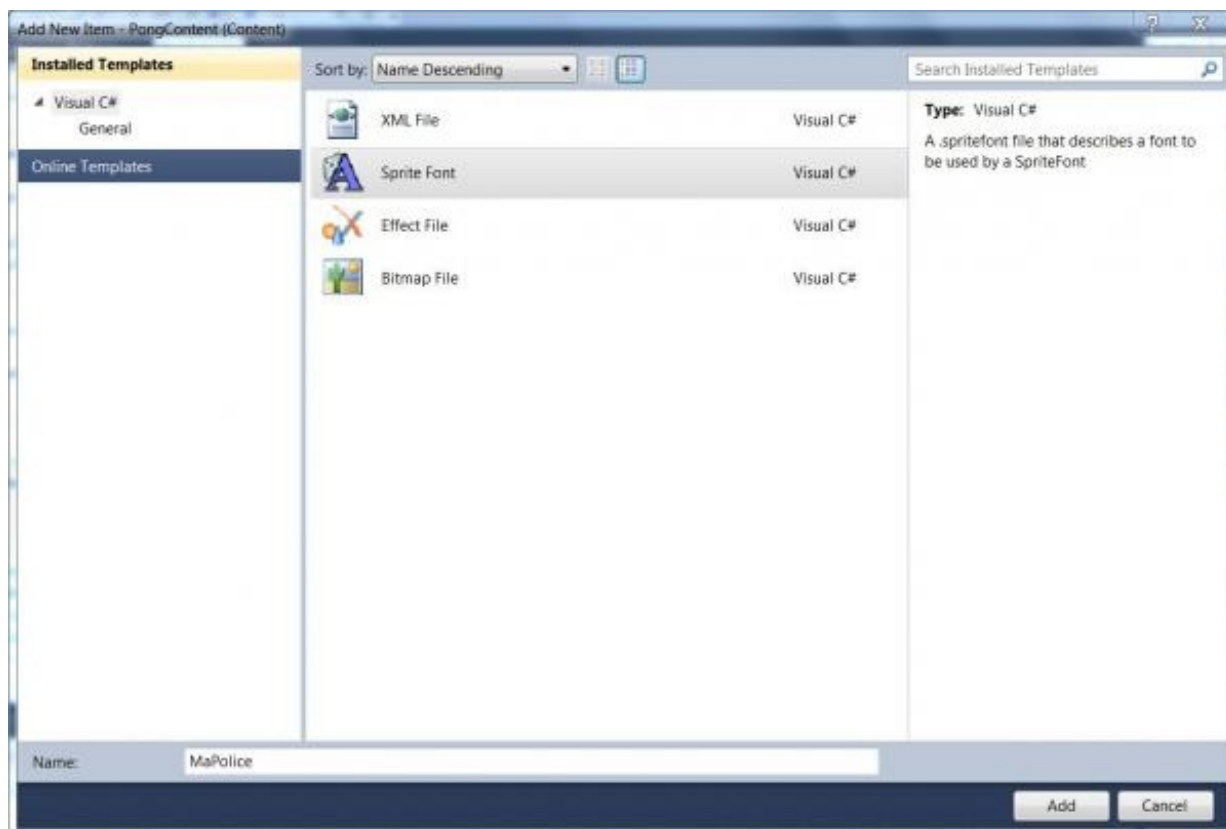 Add New Item - PongContent (Content)
Installed Templates
Visual C#
General
Online Templates
Sort by: Name Descending
Search Installed Templates
XML File Visual C#
Sprite Font Visual C#
Effect File Visual C#
Bitmap File Visual C#
Type: Visual C#
A .spritefont file that describes a font to
be used by a SpriteFont
Name: MaPolice
Add Cancel